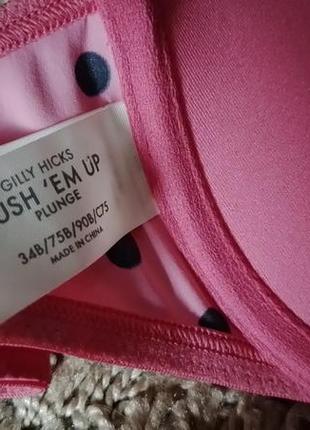 GILLY HICKS
USH 'EM UP
PLUNGE
34B/75B/90B/C75
MADE IN CHINA